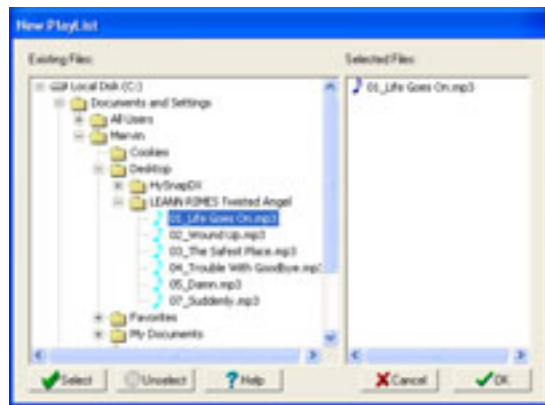 New PlayList
Existing Files:
Selected Files:
Local Disk (C:)
Documents and Settings
All Users
Marvin
Cookies
Desktop
HySnapDX
LEANN RIMES Twisted Angel
01_Life Goes On.mp3
02_Wound Up.mp3
03_The Safest Place.mp3
04_Trouble With Goodbye.mp3
05_Damn.mp3
07_Suddenly.mp3
Favorites
My Documents
01_Life Goes On.mp3
Select
Unselect
Help
Cancel
OK